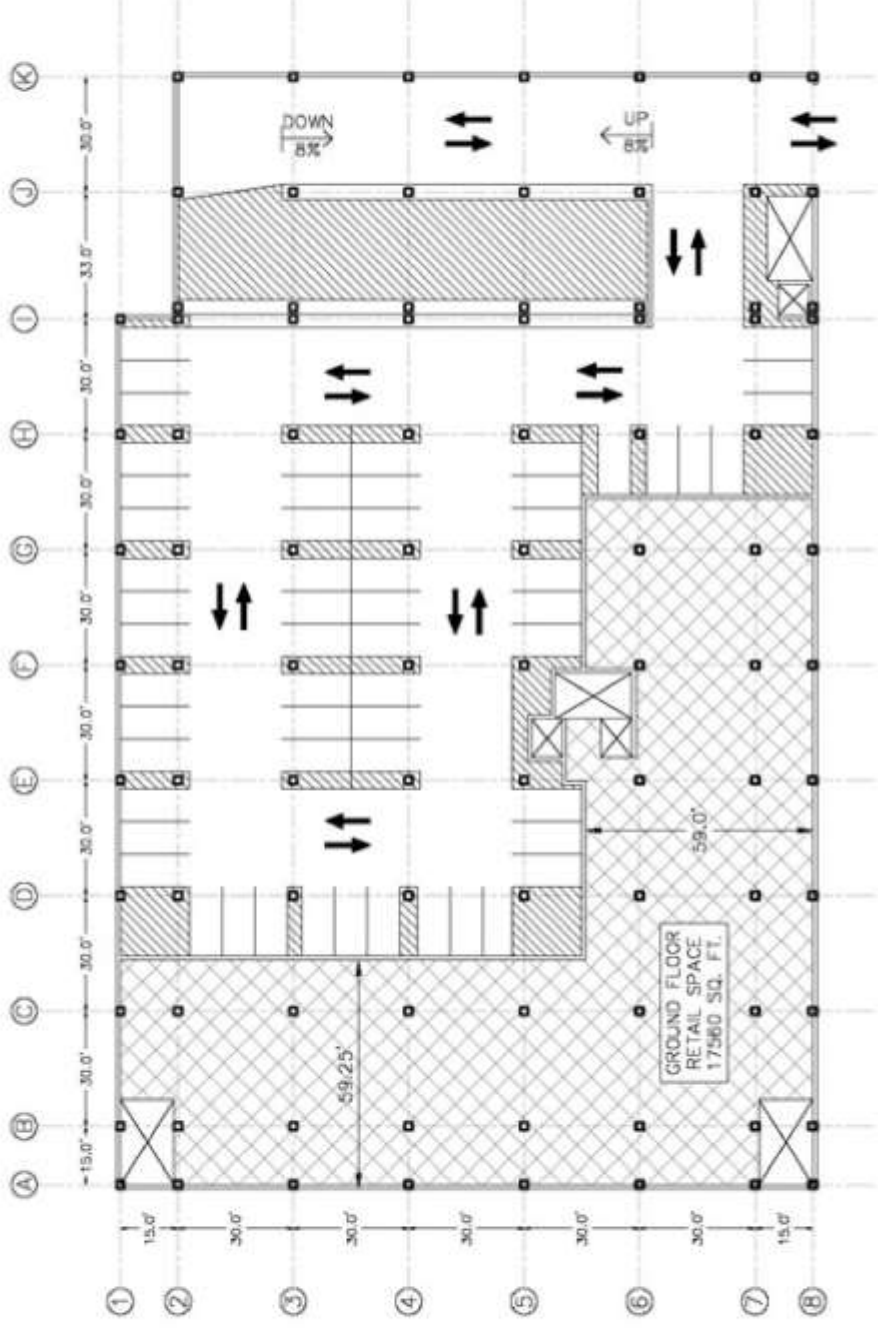 K
J
I
H
G
F
E
D
C
B
A
30.0'
33.0'
30.0'
30.0'
30.0'
30.0'
30.0'
30.0'
30.0'
15.0'
DOWN
8%
UP
8%
59.0'
59.25'
GROUND FLOOR
RETAIL SPACE
17560 SQ. FT.
15.0'
30.0'
30.0'
30.0'
30.0'
30.0'
15.0'
1
2
3
4
5
6
7
8